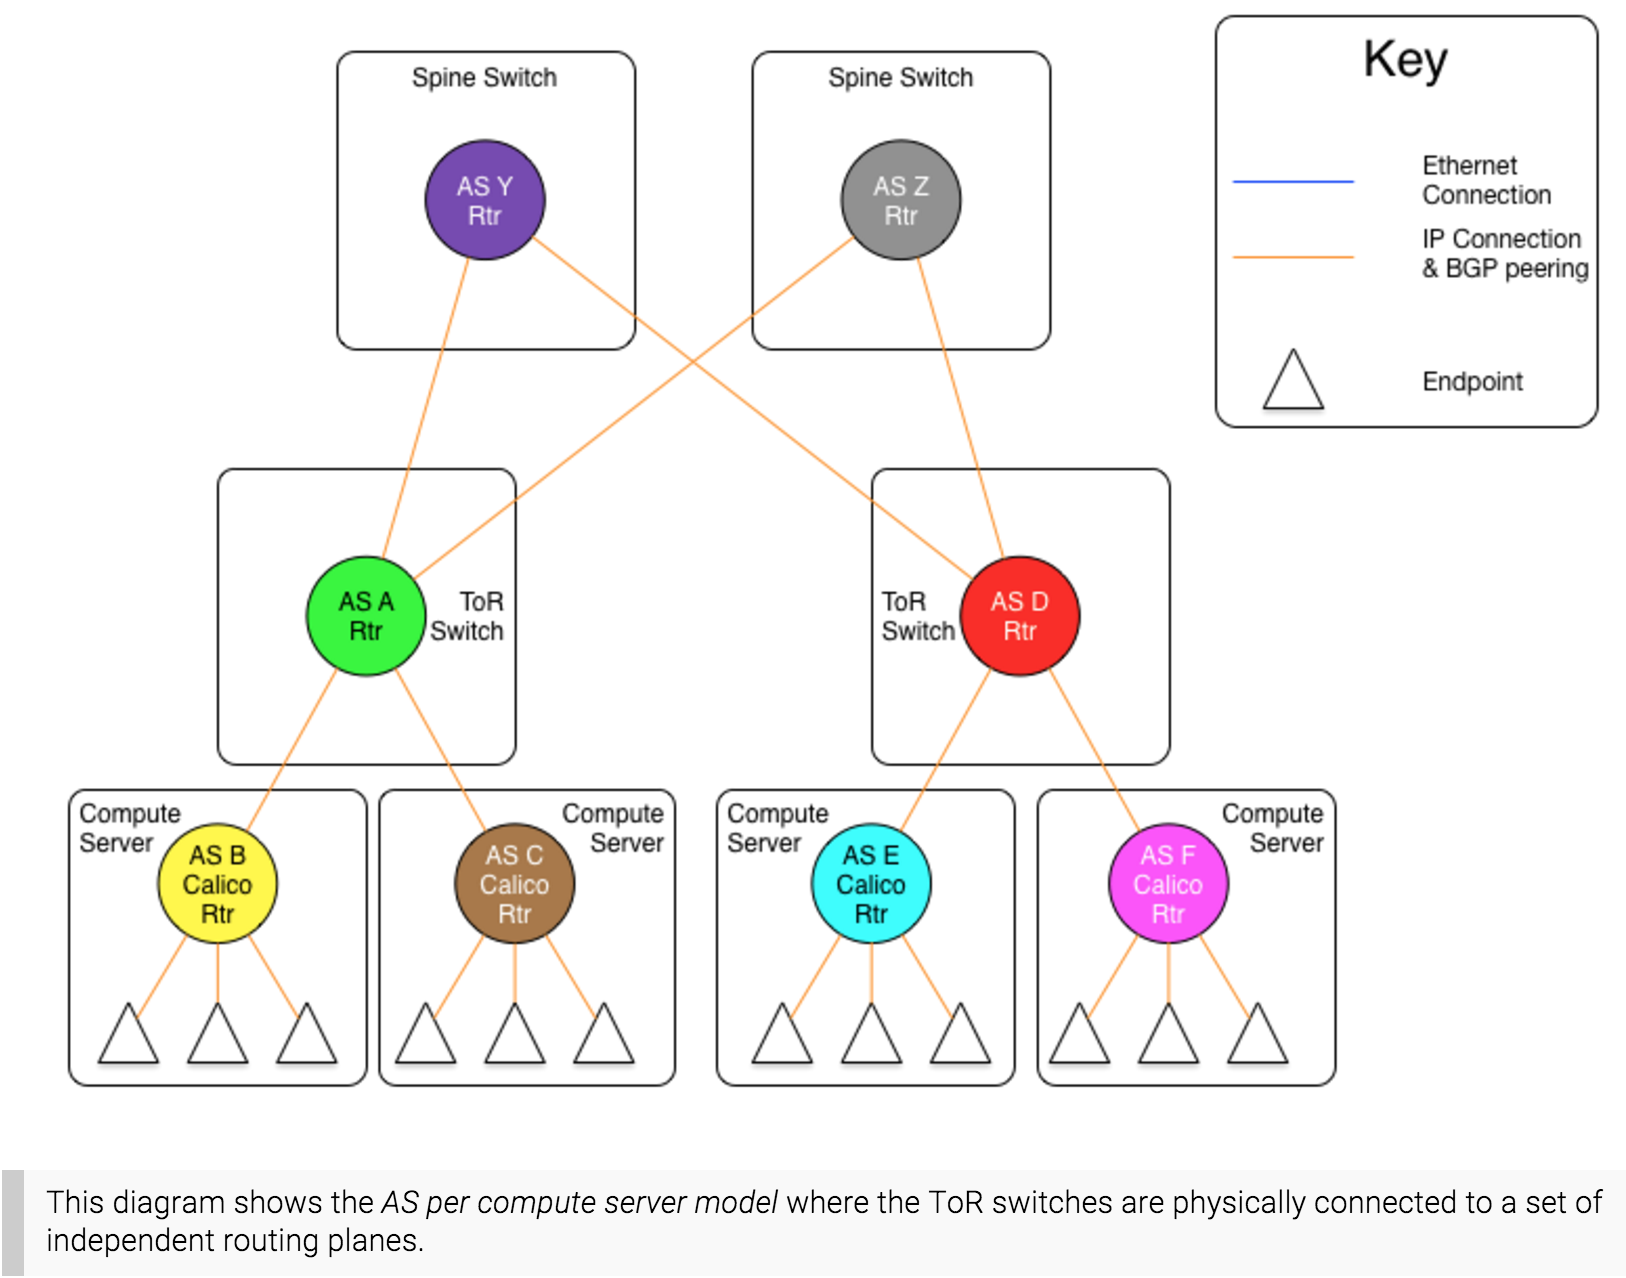 Spine Switch
AS Y
Rtr
Spine Switch
AS Z
Rtr
Key
Ethernet
Connection
IP Connection
& BGP peering
Endpoint
AS A
Rtr
ToR
Switch
ToR
Switch
AS D
Rtr
Compute
Server
AS B
Calico
Rtr
Compute
Server
AS C
Calico
Rtr
Compute
Server
AS E
Calico
Rtr
Compute
Server
AS F
Calico
Rtr
This diagram shows the AS per compute server model where the ToR switches are physically connected to a set of
independent routing planes.